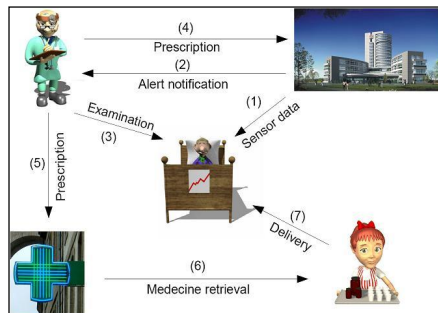 (4)
Prescription
(2)
Alert notification
(1)
Sensor data
Examination
(3)
(5)
Prescription
(7)
Delivery
(6)
Medecine retrieval